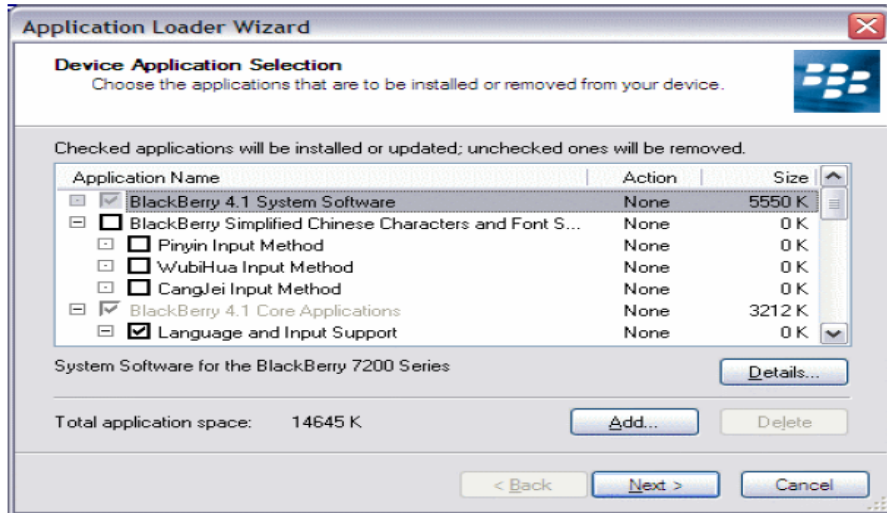 Application Loader Wizard
Device Application Selection
Choose the applications that are to be installed or removed from your device.
Checked applications will be installed or updated; unchecked ones will be removed.
Application Name Action Size
BlackBerry 4.1 System Software None 5550 K
BlackBerry Simplified Chinese Characters and Font S... None 0 K
Pinyin Input Method None 0 K
WubiHua Input Method None 0 K
CangJei Input Method None 0 K
BlackBerry 4.1 Core Applications None 3212 K
Language and Input Support None 0 K
System Software for the BlackBerry 7200 Series Details...
Total application space: 14645 K Add... Delete
< Back Next > Cancel